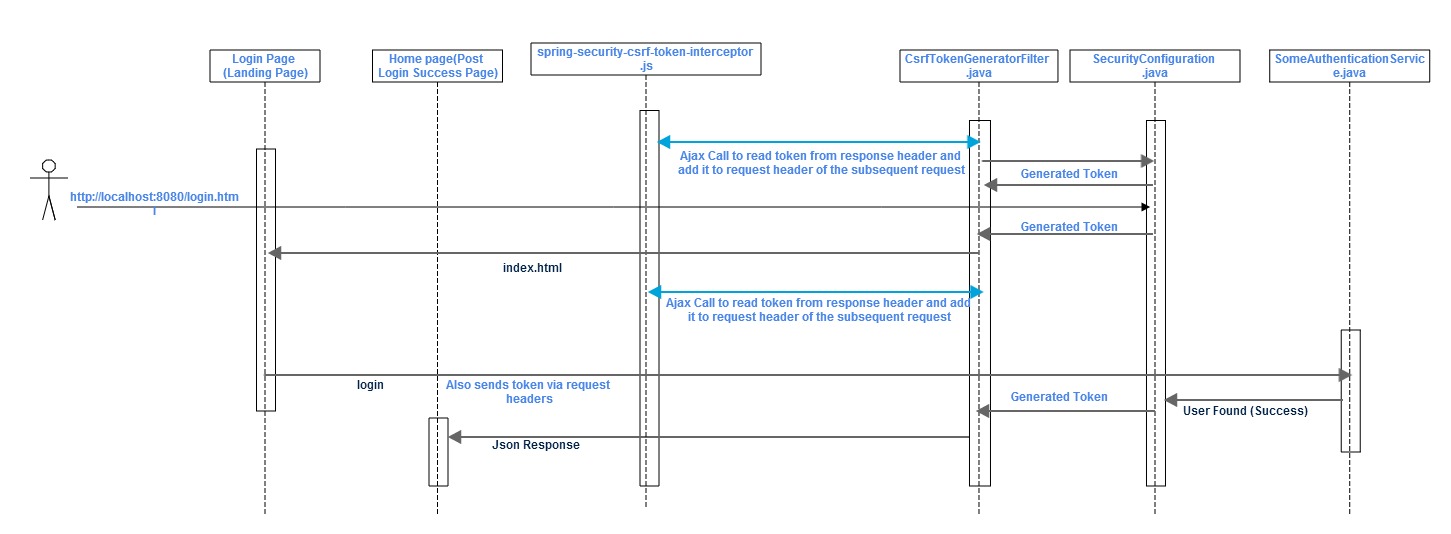 Login Page
(Landing Page)
Home page(Post
Login Success Page)
spring-security-csrf-token-interceptor
.js
CsrfTokenGeneratorFilter
.java
SecurityConfiguration
.java
SomeAuthenticationServic
e.java
Ajax Call to read token from response header and
add it to request header of the subsequent request
Generated Token
http://localhost:8080/login.htm
l
Generated Token
index.html
Ajax Call to read token from response header and add
it to request header of the subsequent request
login
Also sends token via request
headers
Generated Token
User Found (Success)
Json Response